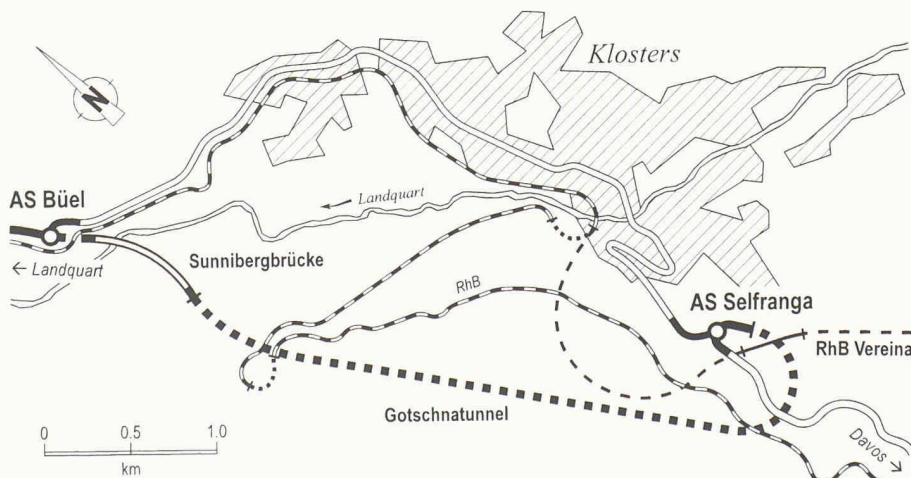 Klosters
N
AS Büel
← Landquart
Landquart
Sunnibergbrücke
RhB
AS Selfranga
RhB Vereina
Gotschnatunnel
0 0.5 1.0
km
Davos →